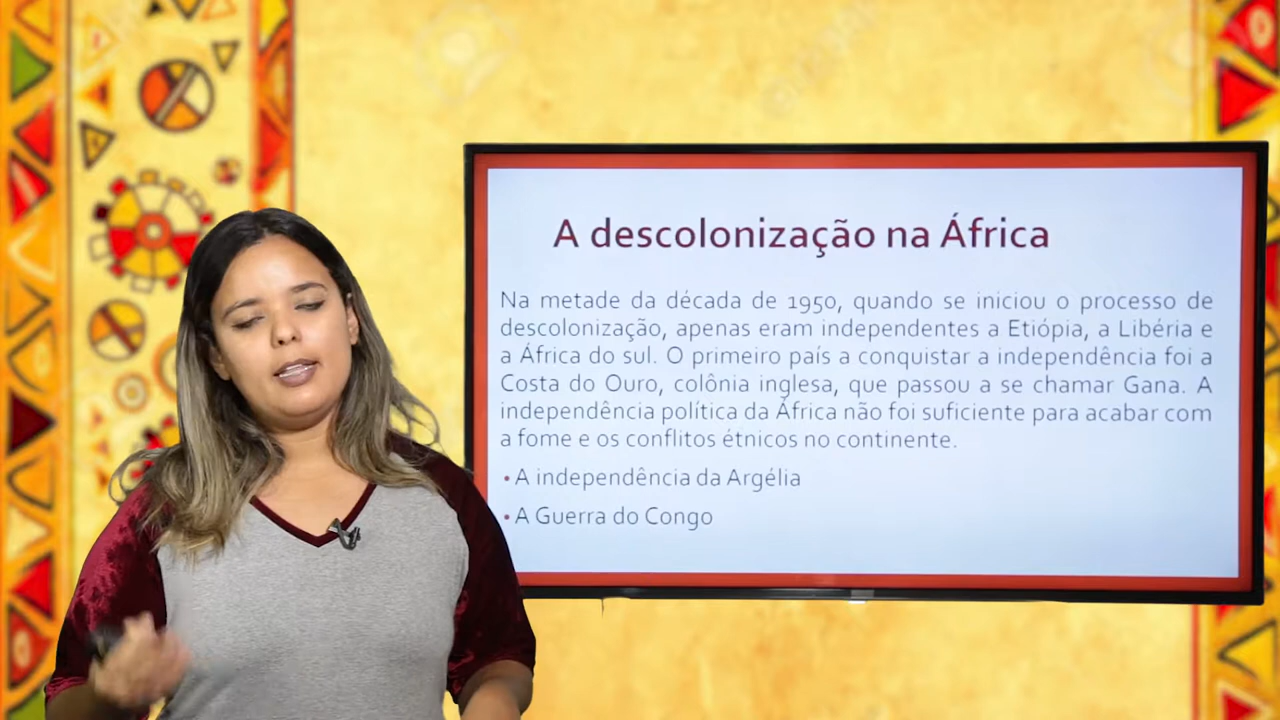 A descolonização na África
Na metade da década de 1950, quando se iniciou o processo de
descolonização, apenas eram independentes a Etiópia, a Libéria e
a África do sul. O primeiro país a conquistar a independência foi a
Costa do Ouro, colônia inglesa, que passou a se chamar Gana. A
independência política da África não foi suficiente para acabar com
a fome e os conflitos étnicos no continente.
• A independência da Argélia
• A Guerra do Congo